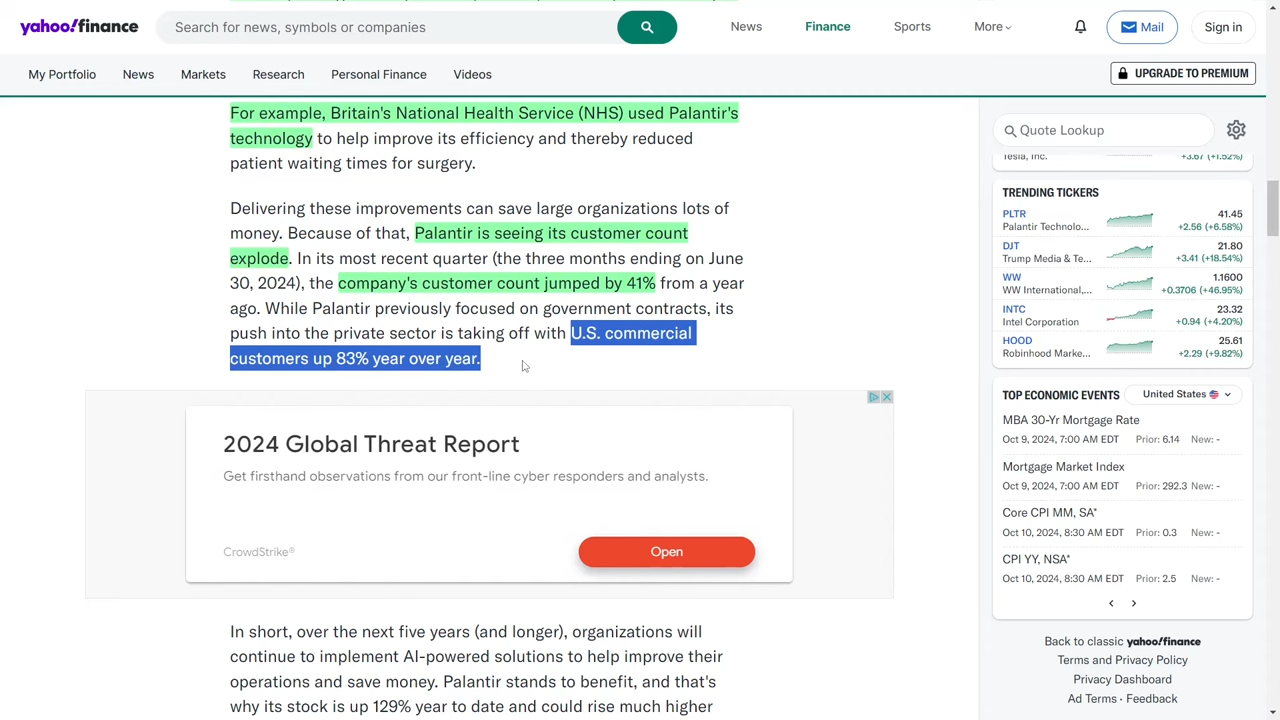 yahoo!finance
Search for news, symbols or companies
News
Finance
Sports
More
Mail
Sign in
My Portfolio
News
Markets
Research
Personal Finance
Videos
UPGRADE TO PREMIUM
For example, Britain's National Health Service (NHS) used Palantir's
technology to help improve its efficiency and thereby reduced
patient waiting times for surgery.
Delivering these improvements can save large organizations lots of
money. Because of that, Palantir is seeing its customer count
explode. In its most recent quarter (the three months ending on June
30, 2024), the company's customer count jumped by 41% from a year
ago. While Palantir previously focused on government contracts, its
push into the private sector is taking off with U.S. commercial
customers up 83% year over year.
2024 Global Threat Report
Get firsthand observations from our front-line cyber responders and analysts.
CrowdStrike®
Open
In short, over the next five years (and longer), organizations will
continue to implement AI-powered solutions to help improve their
operations and save money. Palantir stands to benefit, and that's
why its stock is up 129% year to date and could rise much higher
Quote Lookup
Tesla, Inc. +3.67 (+1.52%)
TRENDING TICKERS
PLTR 41.45
Palantir Technolo... +2.56 (+6.58%)
DJT 21.80
Trump Media & Te... +3.41 (+18.54%)
WW 1.1600
WW International,... +0.3706 (+46.95%)
INTC 23.32
Intel Corporation +0.94 (+4.20%)
HOOD 25.61
Robinhood Marke... +2.29 (+9.82%)
TOP ECONOMIC EVENTS United States
MBA 30-Yr Mortgage Rate
Oct 9, 2024, 7:00 AM EDT Prior: 6.14 New: -
Mortgage Market Index
Oct 9, 2024, 7:00 AM EDT Prior: 292.3 New: -
Core CPI MM, SA*
Oct 10, 2024, 8:30 AM EDT Prior: 0.3 New: -
CPI YY, NSA*
Oct 10, 2024, 8:30 AM EDT Prior: 2.5 New: -
Back to classic yahoo!finance
Terms and Privacy Policy
Privacy Dashboard
Ad Terms · Feedback